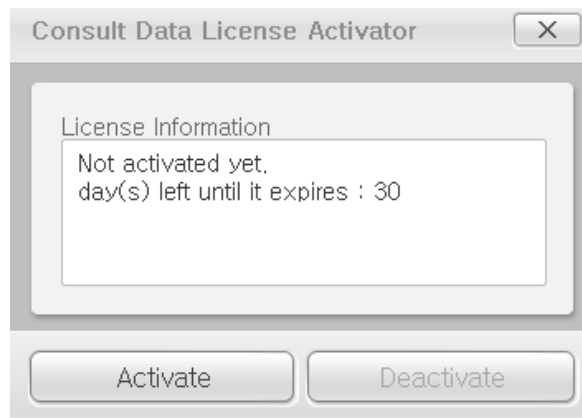 Consult Data License Activator
License Information
Not activated yet,
day(s) left until it expires : 30
Activate
Deactivate